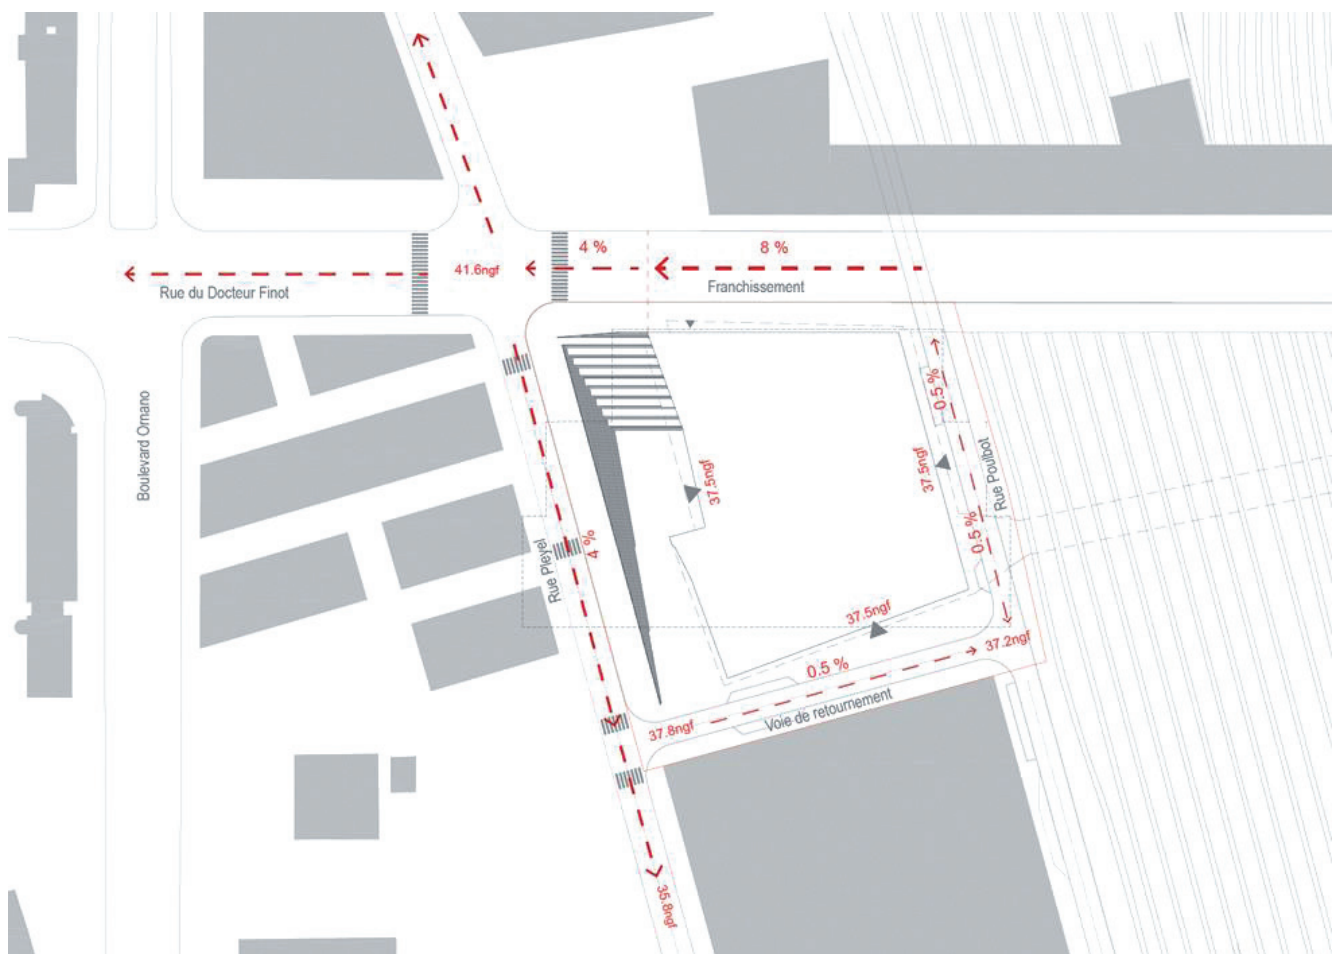 4 %
8 %
41.6ngf
Rue du Docteur Finot
Franchissement
Boulevard Ornano
0.5 %
37.5ngf
37.5ngf
Rue Poulbot
0.5 %
Rue Pleyel
4 %
37.5ngf
37.2ngf
0.5 %
Voie de retournement
37.8ngf
35.8ngf